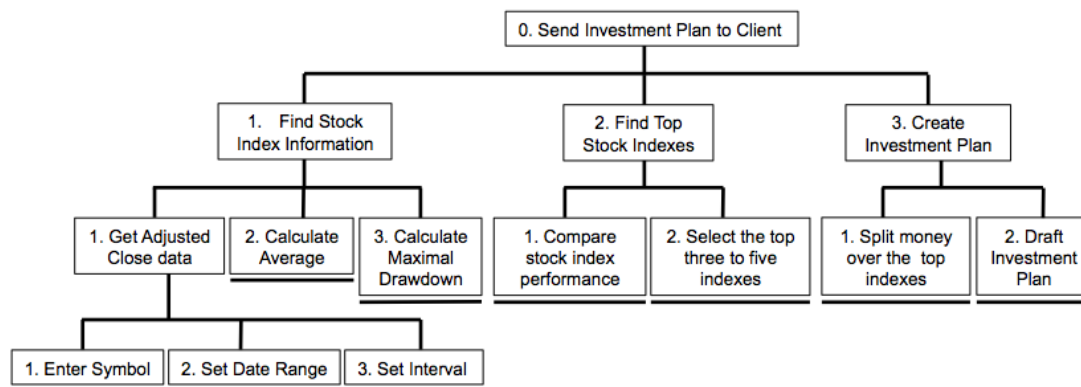 0. Send Investment Plan to Client
1. Find Stock
Index Information
2. Find Top
Stock Indexes
3. Create
Investment Plan
1. Get Adjusted
Close data
2. Calculate
Average
3. Calculate
Maximal
Drawdown
1. Compare
stock index
performance
2. Select the top
three to five
indexes
1. Split money
over the top
indexes
2. Draft
Investment
Plan
1. Enter Symbol
2. Set Date Range
3. Set Interval